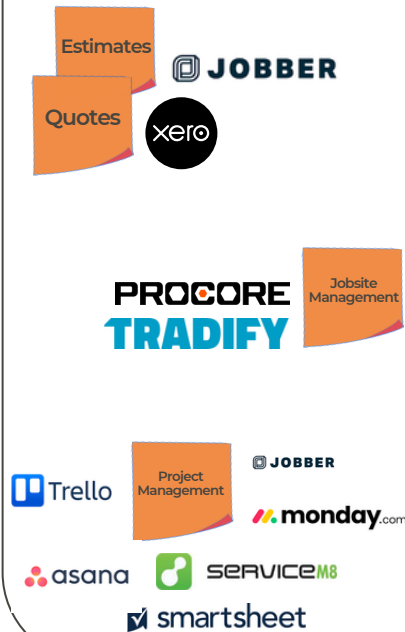 Estimates
JOBBER
Quotes
xero
PROCORE
Jobsite
Management
TRADIFY
Project
Management
JOBBER
Trello
monday.com
asana
SERVICEM8
smartsheet